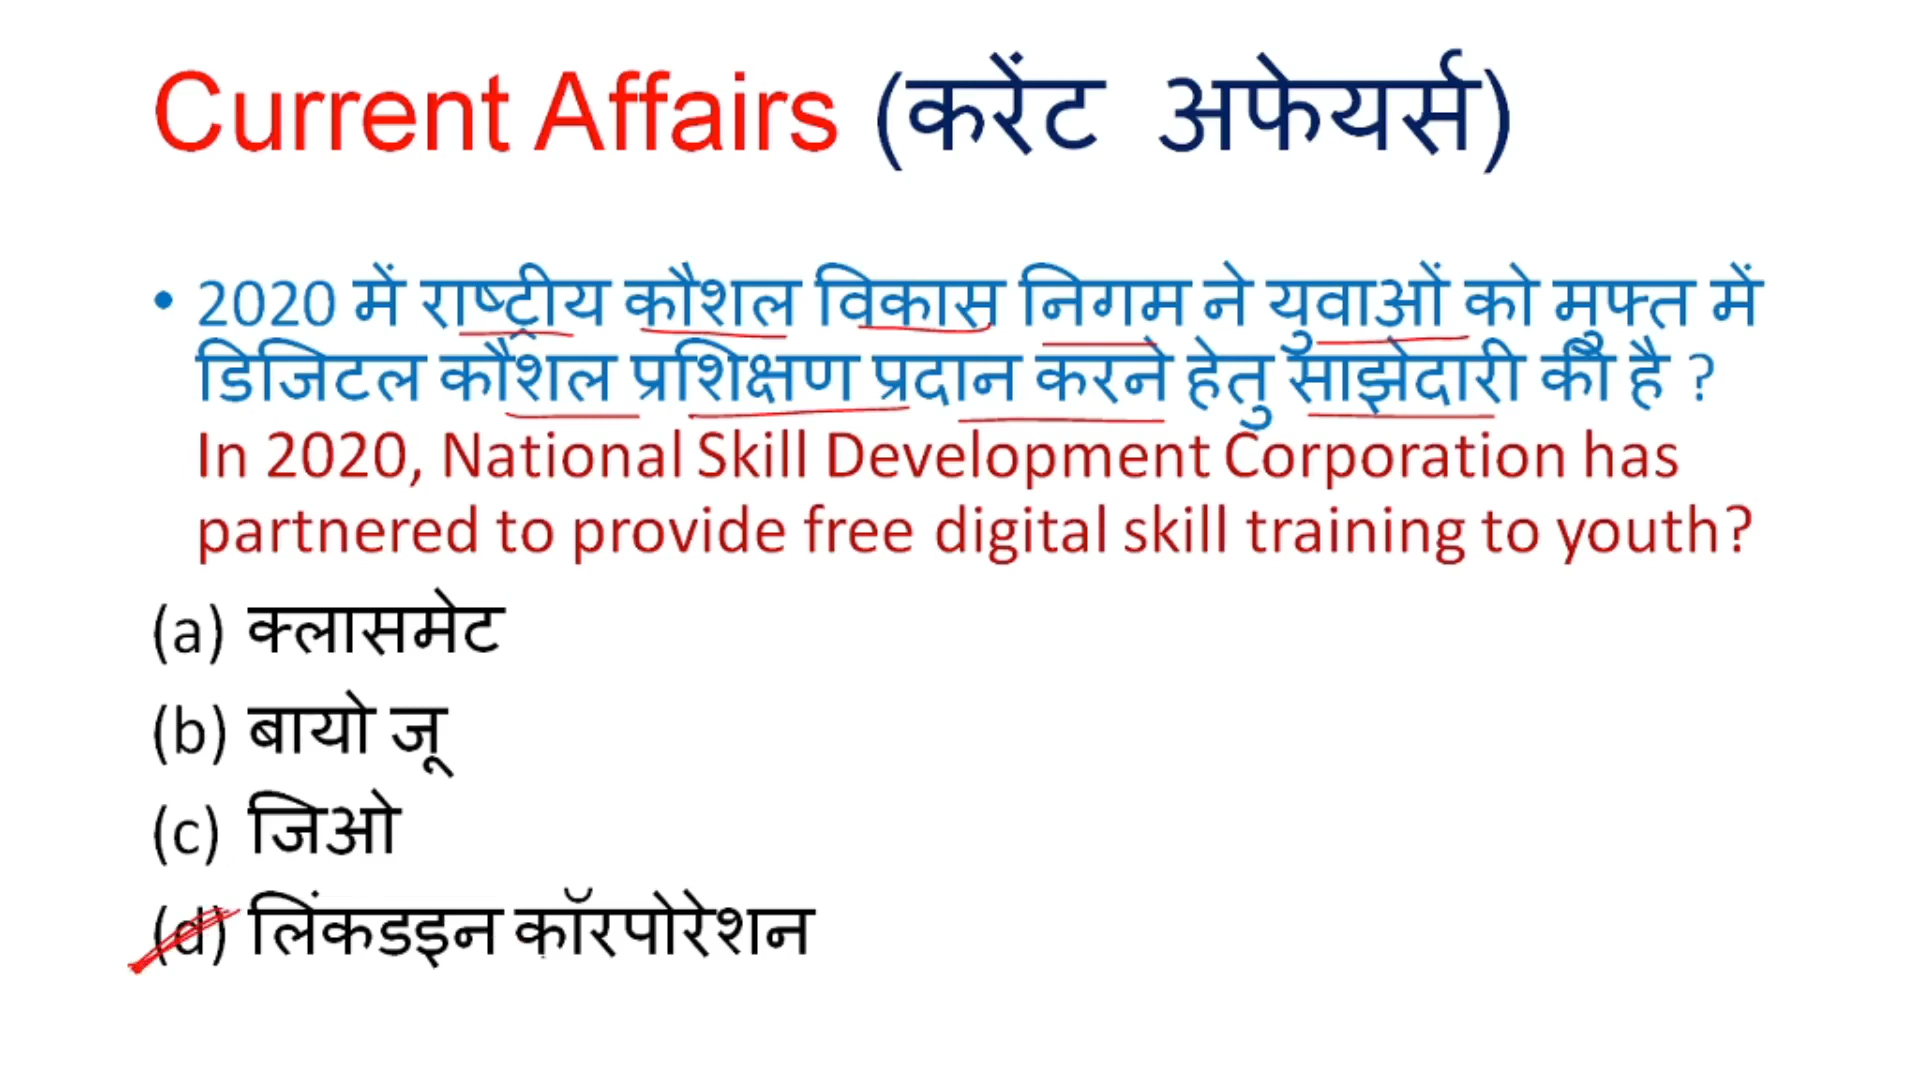 Current Affairs (करेंट अफेयर्स)
• 2020 में राष्ट्रीय कौशल विकास निगम ने युवाओं को मुफ्त में
डिजिटल कौशल प्रशिक्षण प्रदान करने हेतु साझेदारी की है ?
In 2020, National Skill Development Corporation has
partnered to provide free digital skill training to youth?
(a) क्लासमेट
(b) बायो जू
(c) जिओ
(d) लिंकडइन कॉरपोरेशन